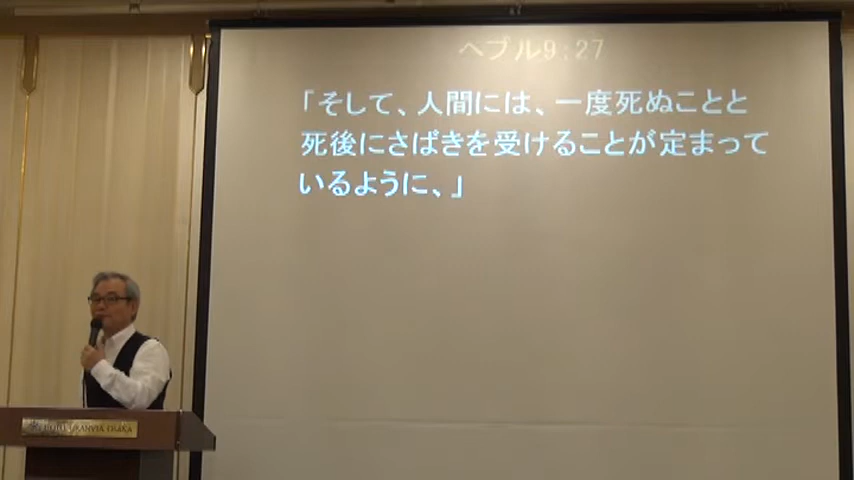 ヘブル9:27
「そして、人間には、一度死ぬことと
死後にさばきを受けることが定まって
いるように、」
OSAKA